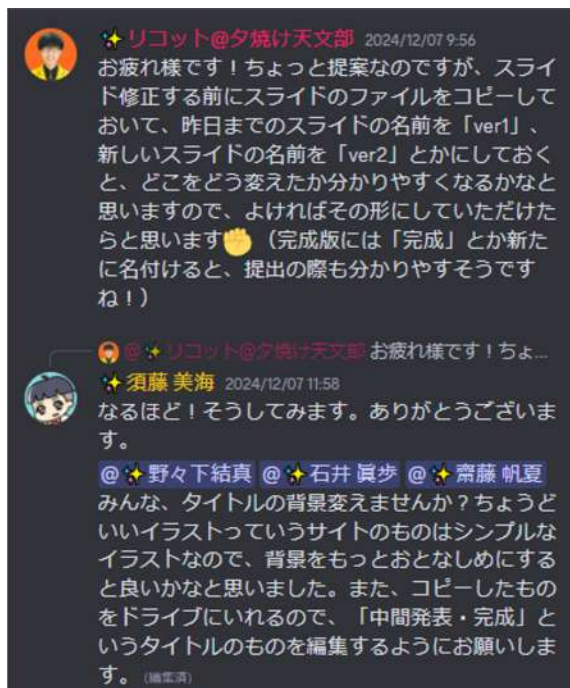 ✨リコット@夕焼け天文部 2024/12/07 9:56
お疲れ様です！ちょっと提案なのですが、スライ
ド修正する前にスライドのファイルをコピーして
おいて、昨日までのスライドの名前を「ver1」、
新しいスライドの名前を「ver2」とかにしておく
と、どこをどう変えたか分かりやすくなるかなと
思いますので、よければその形にしていただけた
らと思います✊（完成版には「完成」とか新た
に名付けると、提出の際も分かりやすそうです
ね！）
@✨リコット@夕焼け天文部 お疲れ様です！ちょ...
✨須藤 美海 2024/12/07 11:58
なるほど！そうしてみます。ありがとうございま
す。
@✨野々下結真 @✨石井 眞歩 @✨齋藤 帆夏
みんな、タイトルの背景変えませんか？ちょうど
いいイラストっていうサイトのものはシンプルな
イラストなので、背景をもっとおとなしめにする
と良いかなと思いました。また、コピーしたもの
をドライブにいれるので、「中間発表・完成」と
いうタイトルのものを編集するようにお願いしま
す。(編集済)